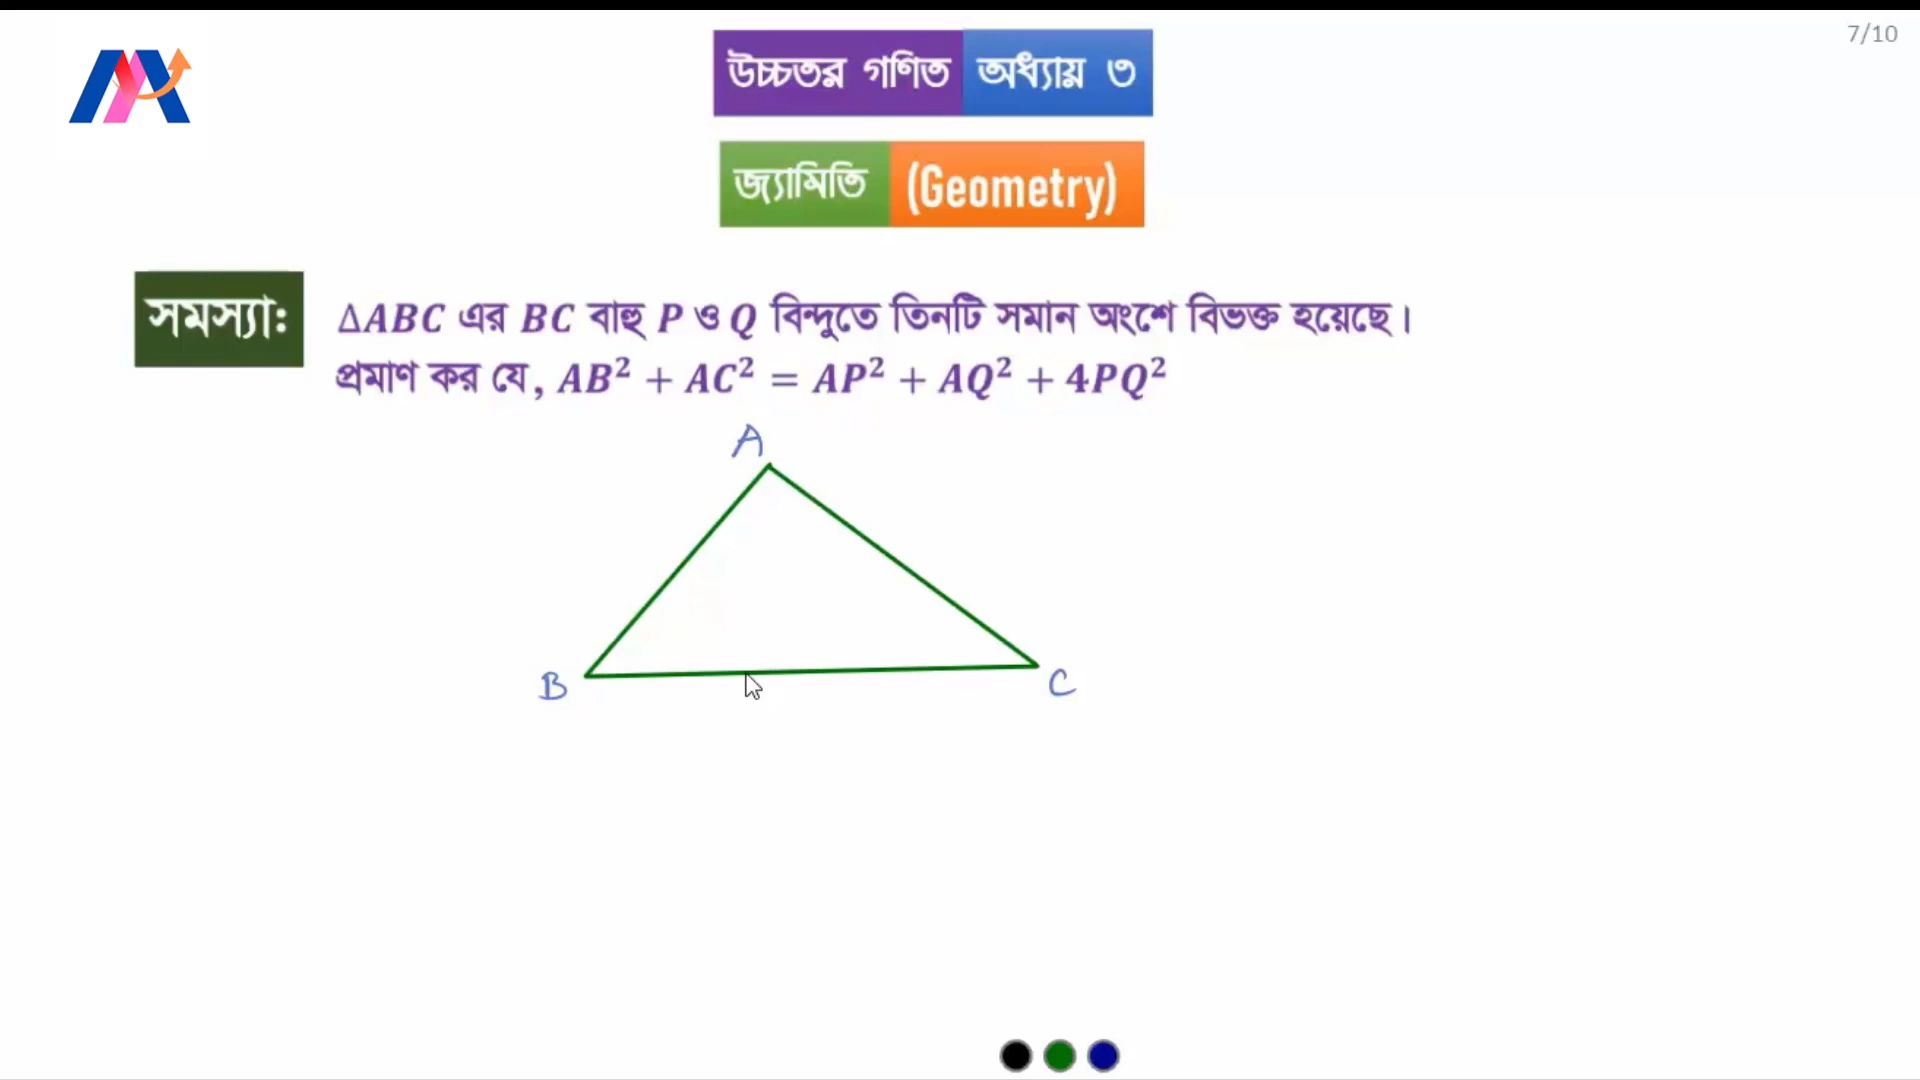 7/10
উচ্চতর গণিত অধ্যায় ৩
জ্যামিতি (Geometry)
সমস্যাঃ ΔABC এর BC বাহু P ও Q বিন্দুতে তিনটি সমান অংশে বিভক্ত হয়েছে।
প্রমাণ কর যে, AB² + AC² = AP² + AQ² + 4PQ²
A
B C